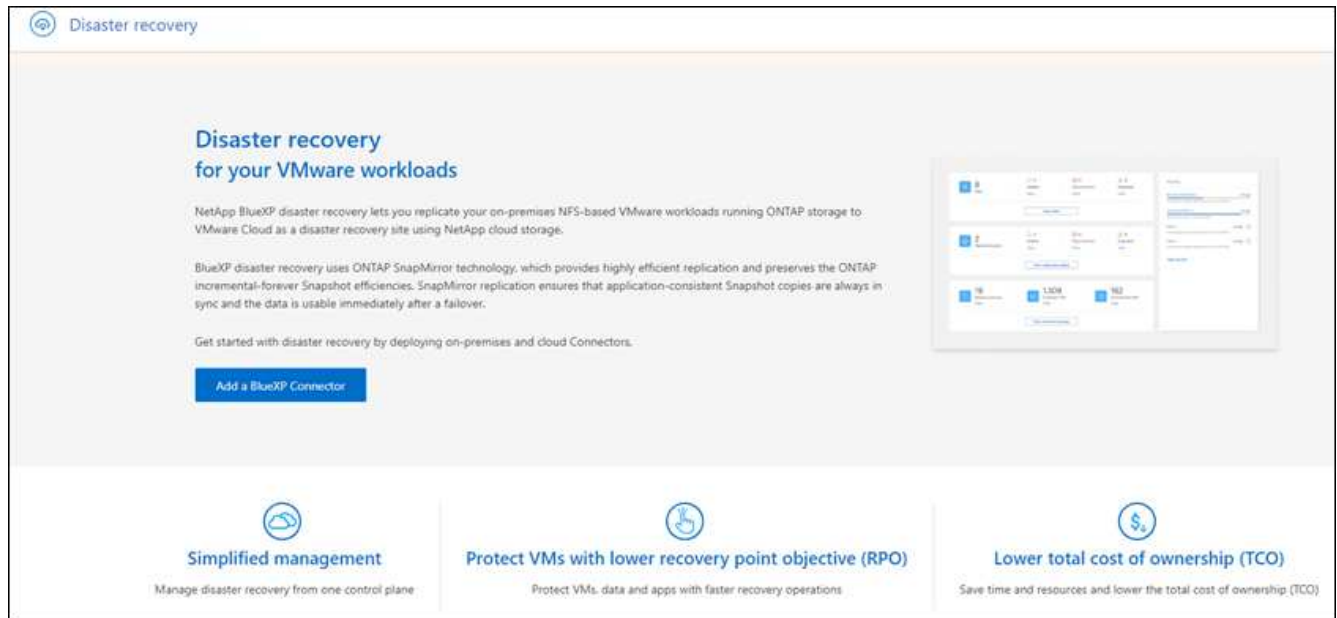 Disaster recovery
Disaster recovery
for your VMware workloads
NetApp BlueXP disaster recovery lets you replicate your on-premises NFS-based VMware workloads running ONTAP storage to
VMware Cloud as a disaster recovery site using NetApp cloud storage.
BlueXP disaster recovery uses ONTAP SnapMirror technology, which provides highly efficient replication and preserves the ONTAP
incremental-forever Snapshot efficiencies. SnapMirror replication ensures that application-consistent Snapshot copies are always in
sync and the data is usable immediately after a failover.
Get started with disaster recovery by deploying on-premises and cloud Connectors.
Add a BlueXP Connector
Simplified management
Manage disaster recovery from one control plane
Protect VMs with lower recovery point objective (RPO)
Protect VMs, data and apps with faster recovery operations
Lower total cost of ownership (TCO)
Save time and resources and lower the total cost of ownership (TCO)